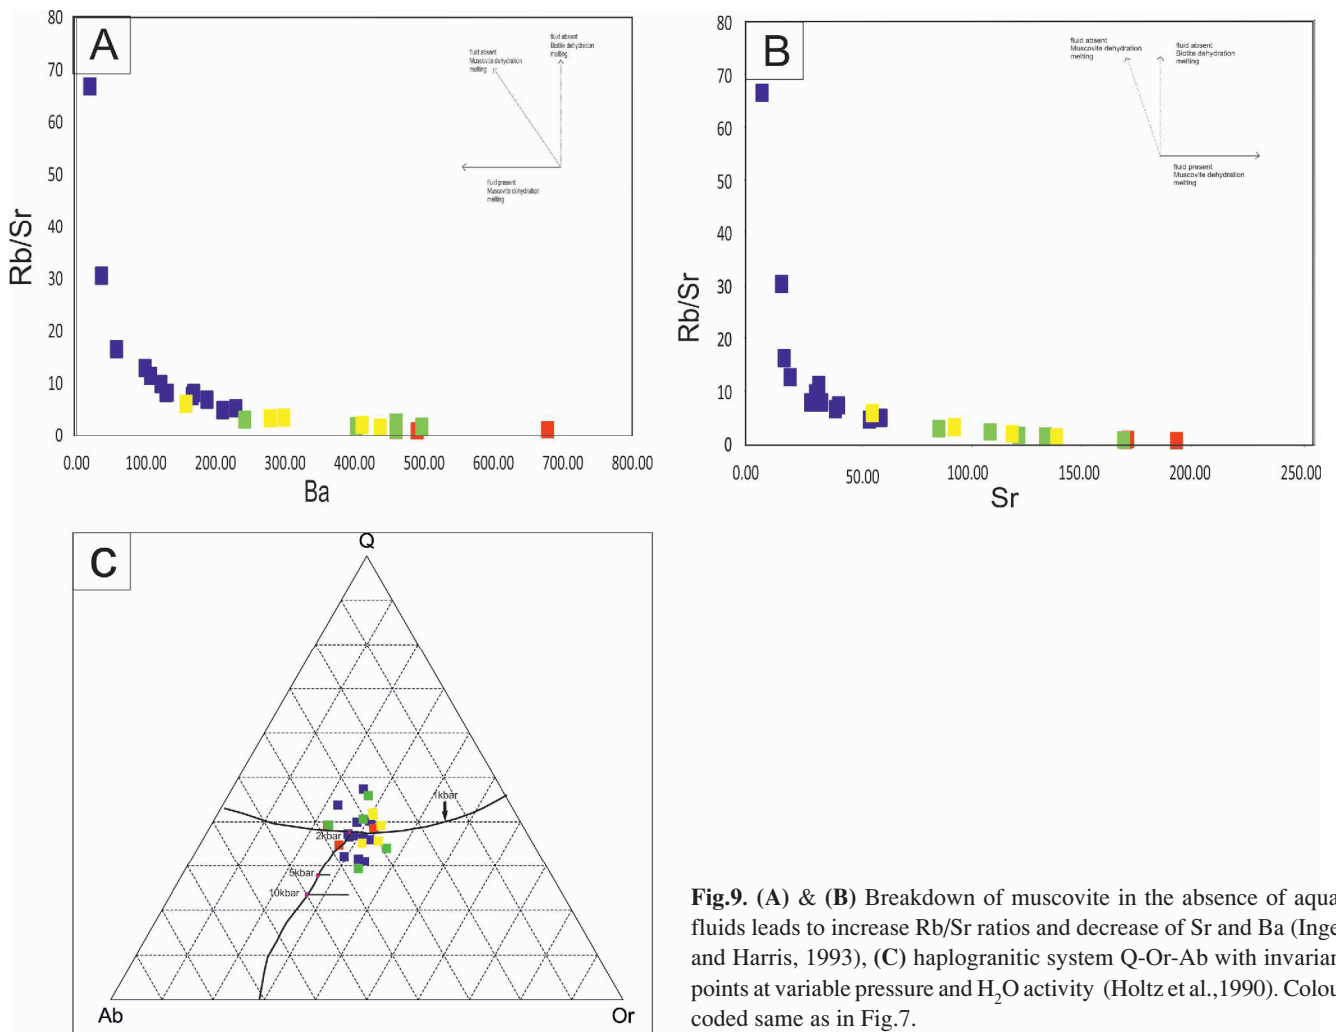 A
80
70
60
50
40
30
20
10
0
Rb/Sr
0.00 100.00 200.00 300.00 400.00 500.00 600.00 700.00 800.00
Ba
fluid absent
Muscovite dehydration
melting
fluid absent
Biotite dehydration
melting
fluid present
Muscovite dehydration
melting
B
80
70
60
50
40
30
20
10
0
Rb/Sr
0.00 50.00 100.00 150.00 200.00 250.00
Sr
fluid absent
Muscovite dehydration
melting
fluid absent
Biotite dehydration
melting
fluid present
Muscovite dehydration
melting
C
Q
1kbar
2kbar
5kbar
10kbar
Ab Or
Fig.9. (A) & (B) Breakdown of muscovite in the absence of aqua
fluids leads to increase Rb/Sr ratios and decrease of Sr and Ba (Inge
and Harris, 1993), (C) haplogranitic system Q-Or-Ab with invarian
points at variable pressure and H₂O activity (Holtz et al.,1990). Colou
coded same as in Fig.7.